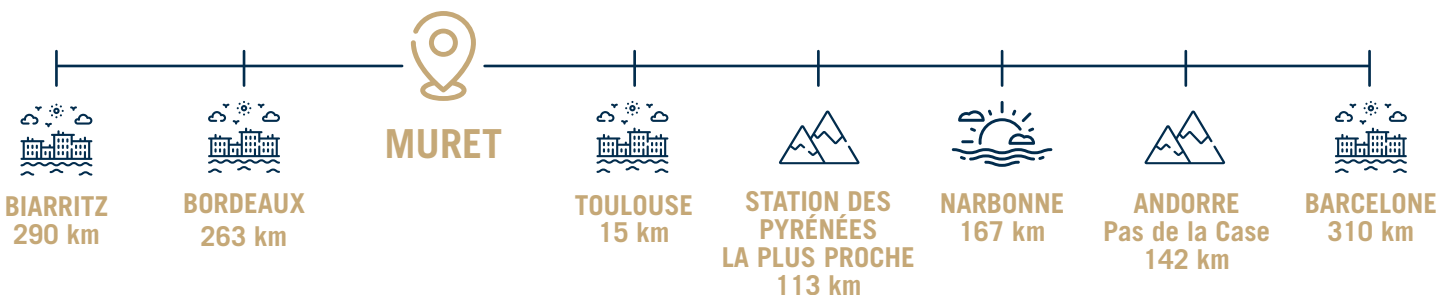 MURET
BIARRITZ
290 km
BORDEAUX
263 km
TOULOUSE
15 km
STATION DES
PYRÉNÉES
LA PLUS PROCHE
113 km
NARBONNE
167 km
ANDORRE
Pas de la Case
142 km
BARCELONE
310 km